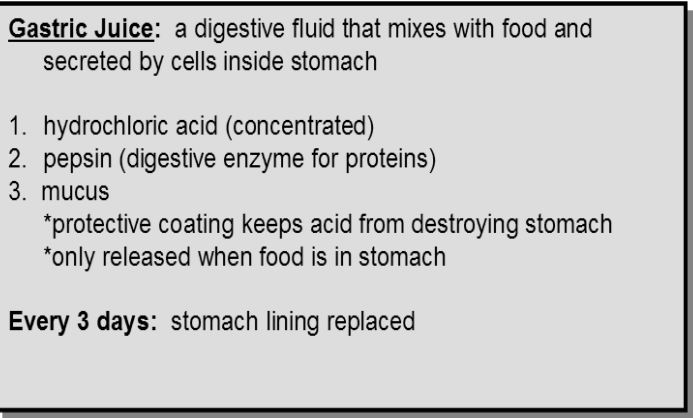 Gastric Juice: a digestive fluid that mixes with food and
secreted by cells inside stomach
1. hydrochloric acid (concentrated)
2. pepsin (digestive enzyme for proteins)
3. mucus
*protective coating keeps acid from destroying stomach
*only released when food is in stomach
Every 3 days: stomach lining replaced